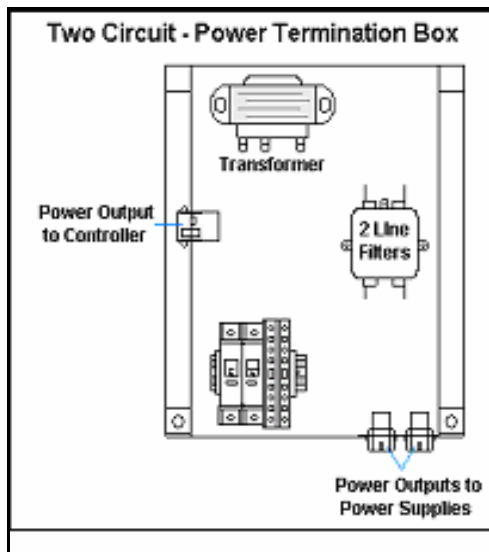 Two Circuit - Power Termination Box
Transformer
Power Output
to Controller
2 Line
Filters
Power Outputs to
Power Supplies